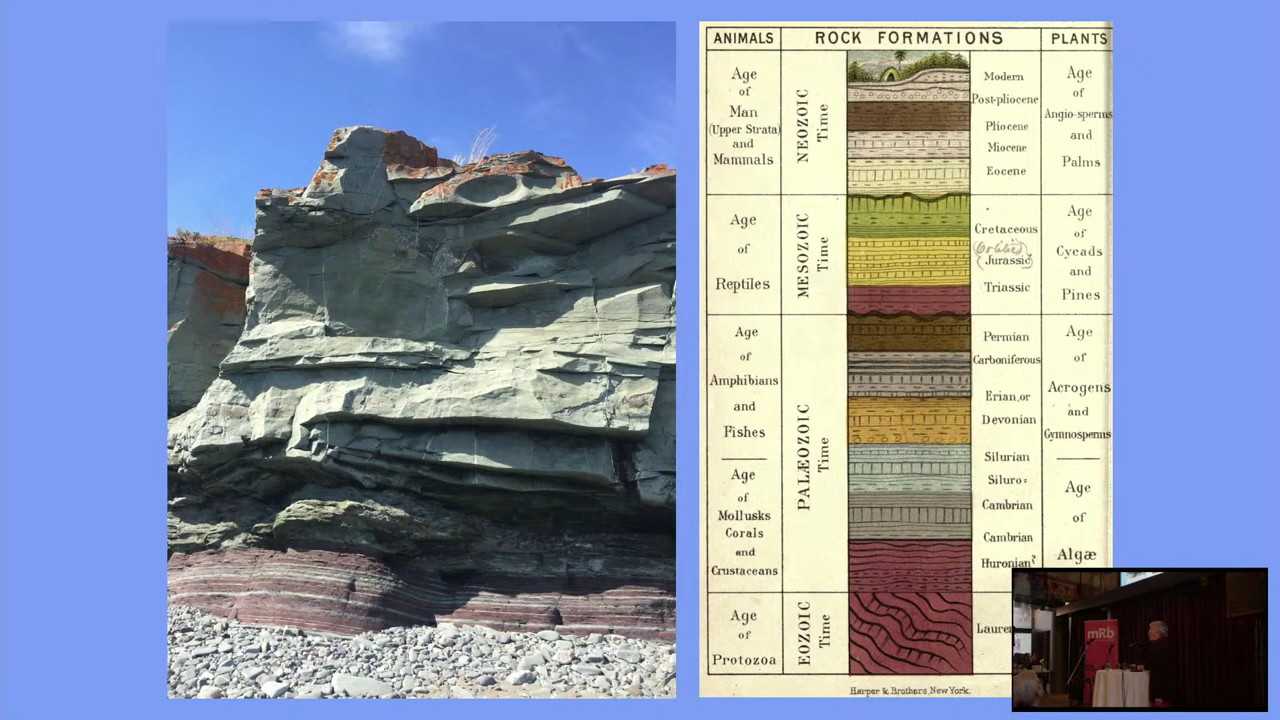 ANIMALS
ROCK FORMATIONS
PLANTS
Age
of
Man
(Upper Strata)
and
Mammals
NEOZOIC
Time
Modern
Post-pliocene
Pliocene
Miocene
Eocene
Age
of
Angio-sperms
and
Palms
Age
of
Reptiles
MESOZOIC
Time
Cretaceous
Jurassic
Triassic
Age
of
Cycads
and
Pines
Age
of
Amphibians
and
Fishes
Age
of
Mollusks
Corals
and
Crustaceans
PALÆOZOIC
Time
Permian
Carboniferous
Erian,or
Devonian
Silurian
Siluro=
Cambrian
Cambrian
Huronian?
Age
of
Acrogens
and
Gymnosperms
Age
of
Algæ
Age
of
Protozoa
EOZOIC
Time
Harper & Brothers, New York.
mRb